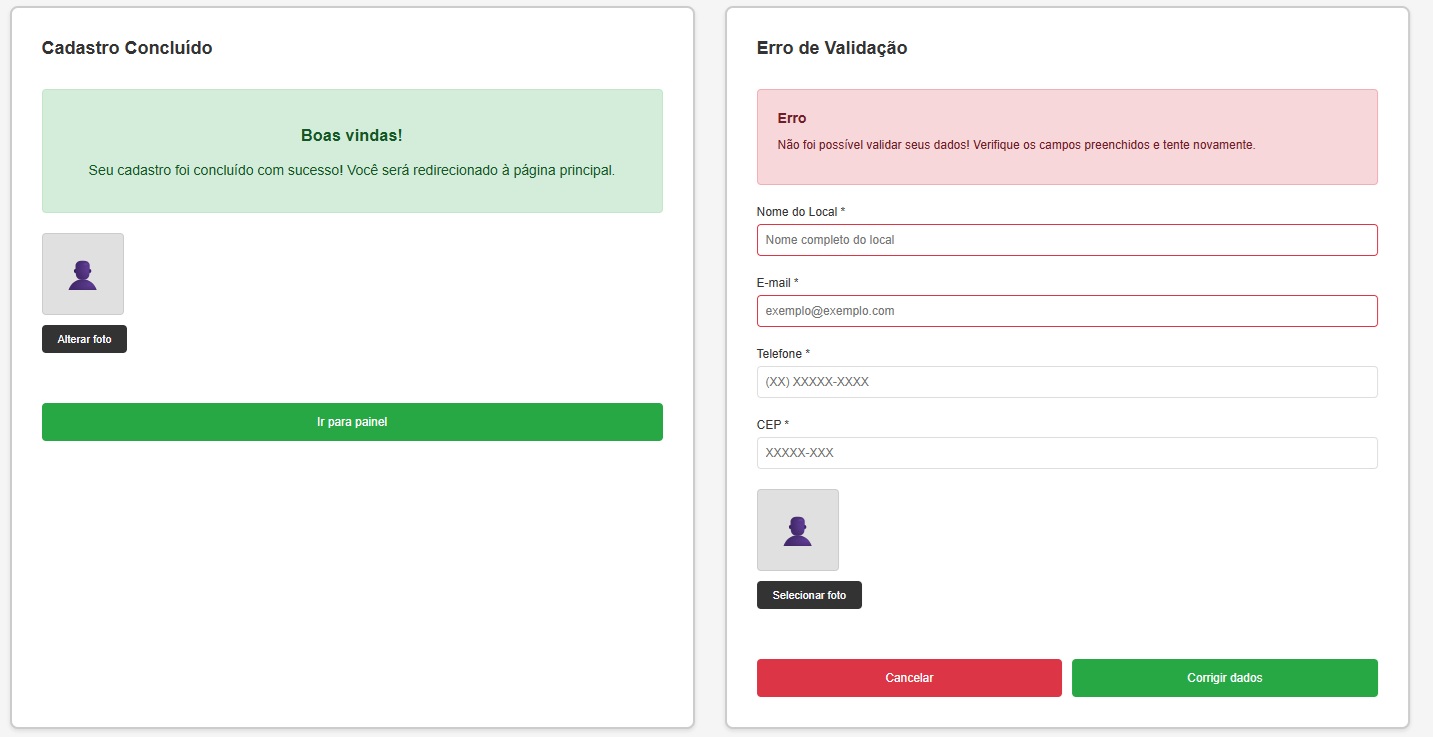 Cadastro Concluído
Boas vindas!
Seu cadastro foi concluído com sucesso! Você será redirecionado à página principal.
Alterar foto
Ir para painel
Erro de Validação
Erro
Não foi possível validar seus dados! Verifique os campos preenchidos e tente novamente.
Nome do Local *
Nome completo do local
E-mail *
exemplo@exemplo.com
Telefone *
(XX) XXXXX-XXXX
CEP *
XXXXX-XXX
Selecionar foto
Cancelar
Corrigir dados